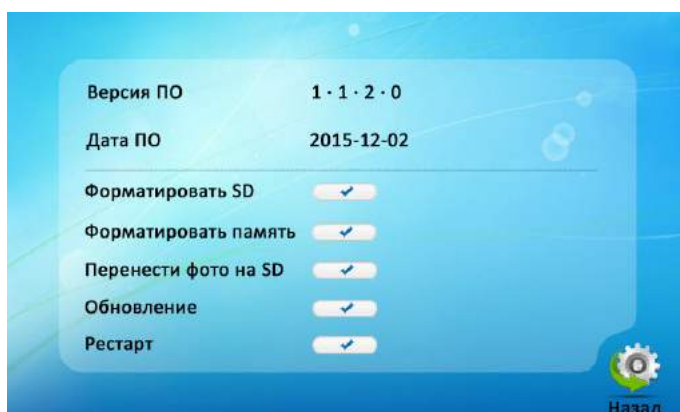 Версия ПО 1·1·2·0
Дата ПО 2015-12-02
Форматировать SD
Форматировать память
Перенести фото на SD
Обновление
Рестарт
Назад